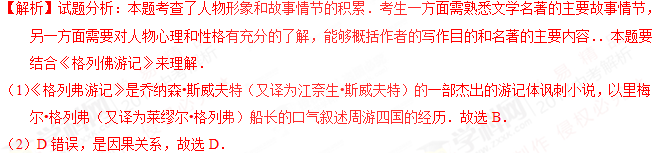 【解析】试题分析：本题考查了人物形象和故事情节的积累．考生一方面需熟悉文学名著的主要故事情节，
另一方面需要对人物心理和性格有充分的了解，能够概括作者的写作目的和名著的主要内容．．本题要
结合《格列佛游记》来理解．
（1）《格列弗游记》是乔纳森•斯威夫特（又译为江奈生•斯威夫特）的一部杰出的游记体讽刺小说，以里梅
尔•格列弗（又译为莱缪尔•格列弗）船长的口气叙述周游四国的经历．故选 B．
（2）D 错误，是因果关系，故选 D．